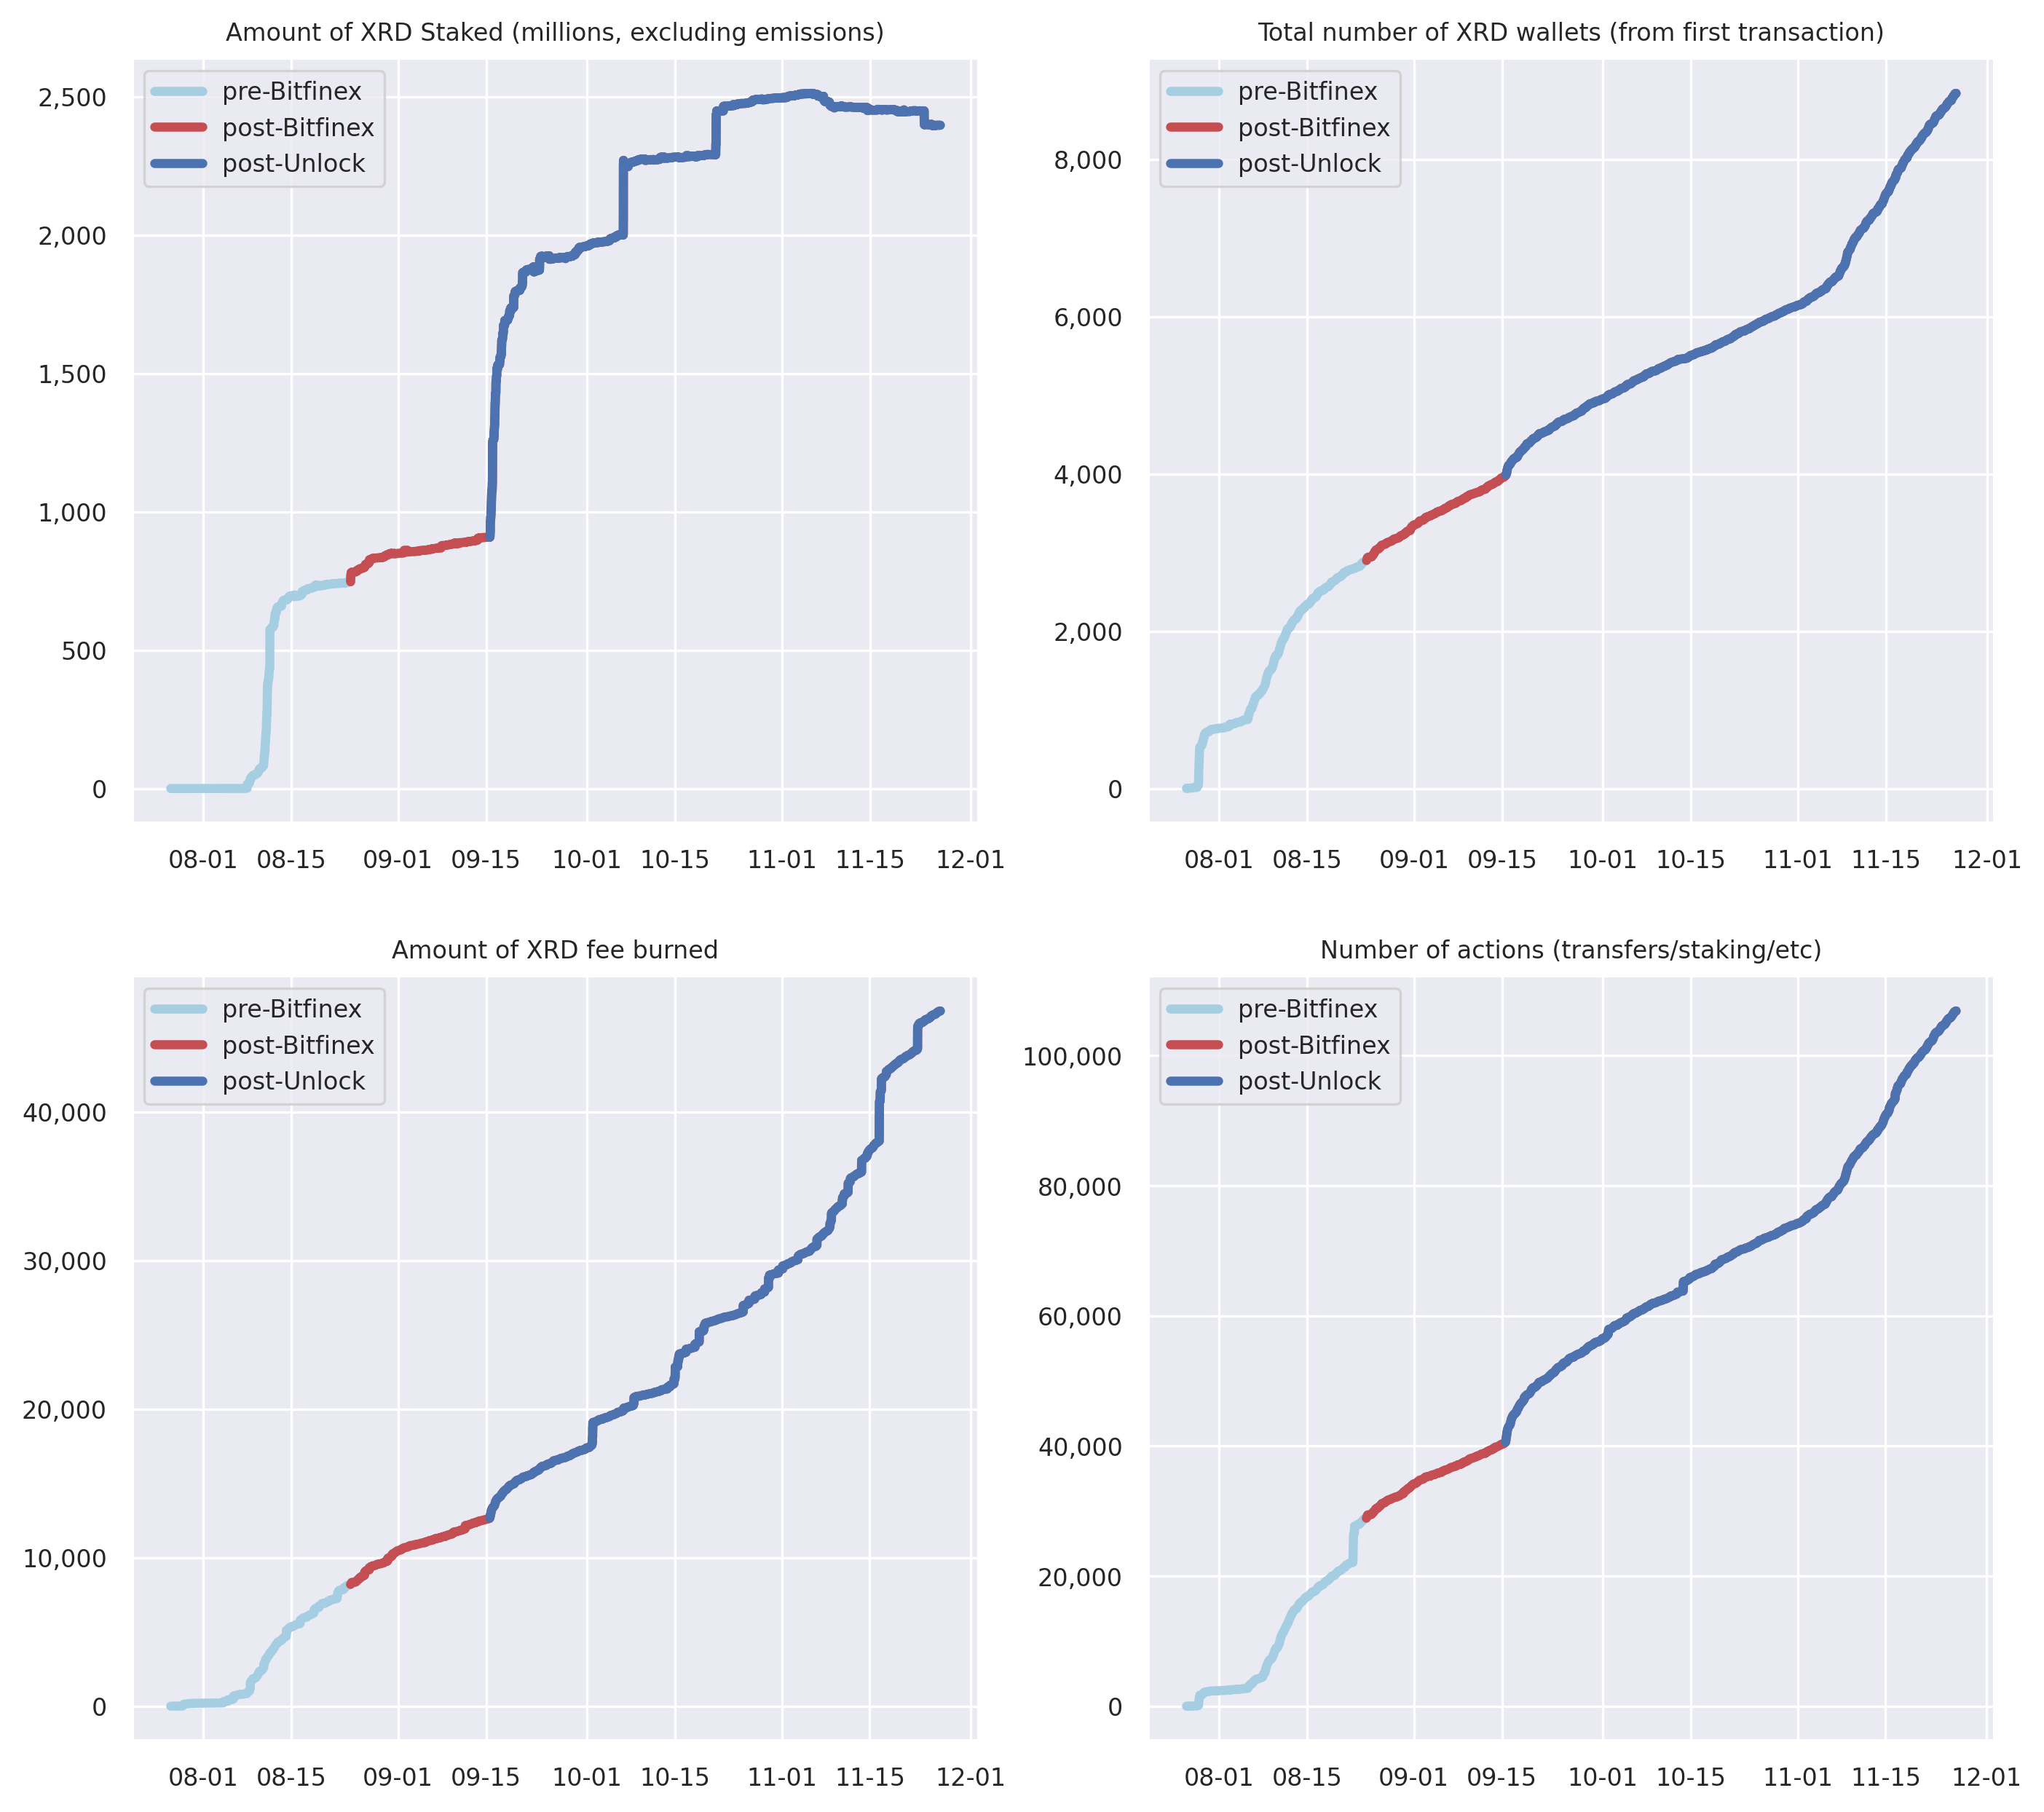 Amount of XRD Staked (millions, excluding emissions)
pre-Bitfinex
post-Bitfinex
post-Unlock
2,500
2,000
1,500
1,000
500
0
08-01 08-15 09-01 09-15 10-01 10-15 11-01 11-15 12-01
Total number of XRD wallets (from first transaction)
pre-Bitfinex
post-Bitfinex
post-Unlock
8,000
6,000
4,000
2,000
0
08-01 08-15 09-01 09-15 10-01 10-15 11-01 11-15 12-01
Amount of XRD fee burned
pre-Bitfinex
post-Bitfinex
post-Unlock
40,000
30,000
20,000
10,000
0
08-01 08-15 09-01 09-15 10-01 10-15 11-01 11-15 12-01
Number of actions (transfers/staking/etc)
pre-Bitfinex
post-Bitfinex
post-Unlock
100,000
80,000
60,000
40,000
20,000
0
08-01 08-15 09-01 09-15 10-01 10-15 11-01 11-15 12-01